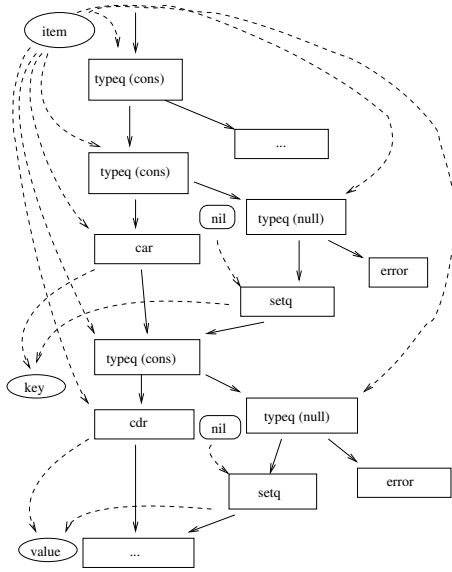 item
typeq (cons)
...
typeq (cons)
nil
typeq (null)
car
error
setq
typeq (cons)
key
cdr
nil
typeq (null)
setq
error
value
...